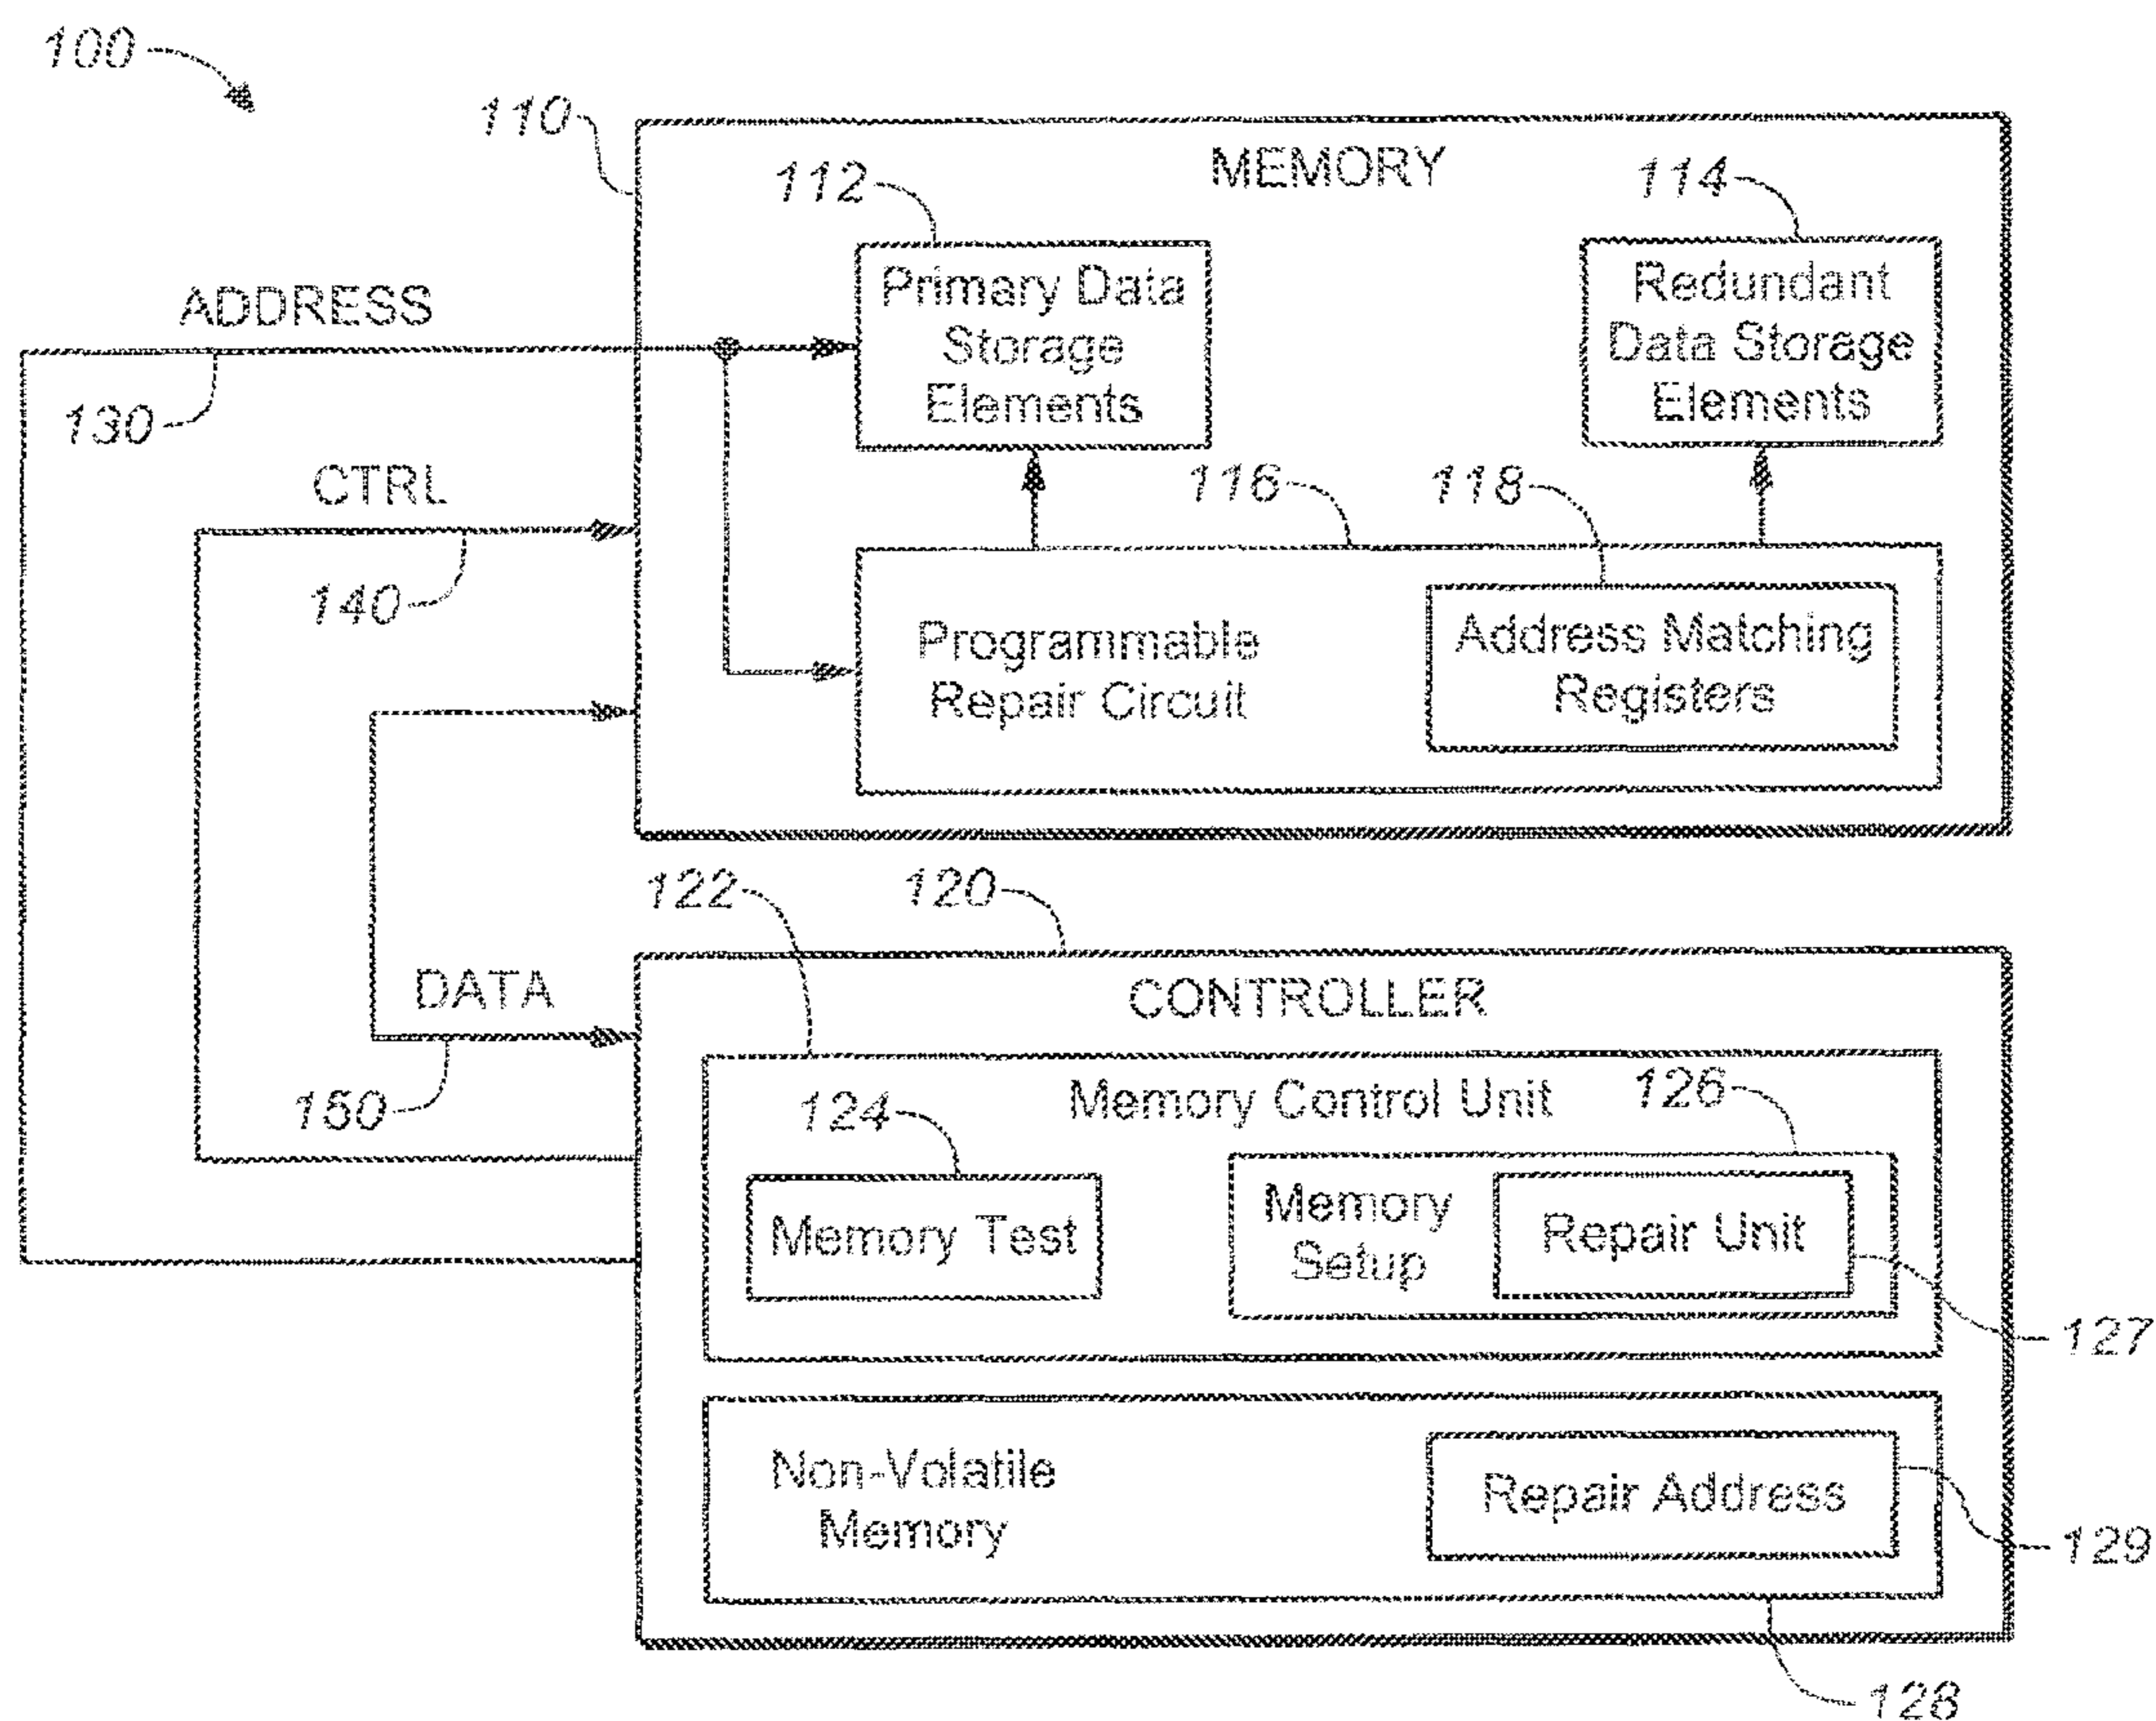 100
110
MEMORY
112
114
Primary Data
Storage
Elements
Redundant
Data Storage
Elements
ADDRESS
130
CTRL
140
116
118
Programmable
Repair Circuit
Address Matching
Registers
122
120
CONTROLLER
DATA
150
Memory Control Unit
124
126
Memory Test
Memory
Setup
Repair Unit
127
Non-Volatile
Memory
Repair Address
129
128